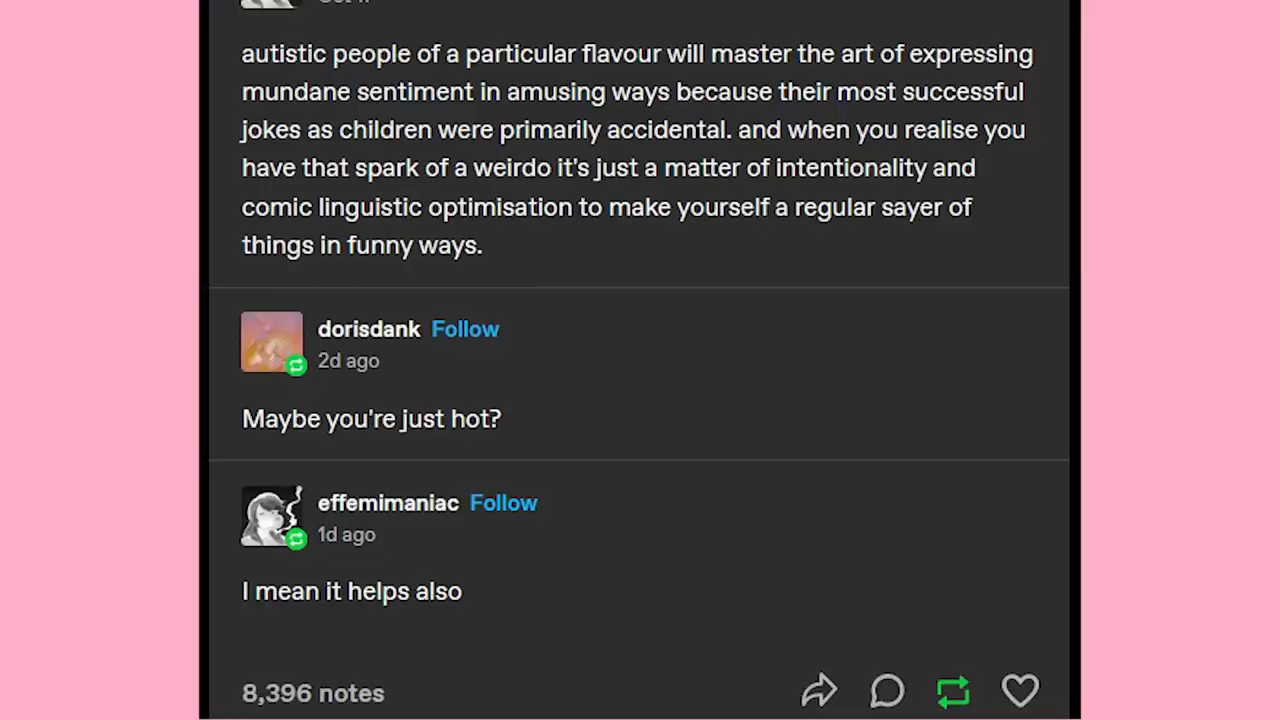 autistic people of a particular flavour will master the art of expressing
mundane sentiment in amusing ways because their most successful
jokes as children were primarily accidental. and when you realise you
have that spark of a weirdo it's just a matter of intentionality and
comic linguistic optimisation to make yourself a regular sayer of
things in funny ways.
dorisdank Follow
2d ago
Maybe you're just hot?
effemimaniac Follow
1d ago
I mean it helps also
8,396 notes